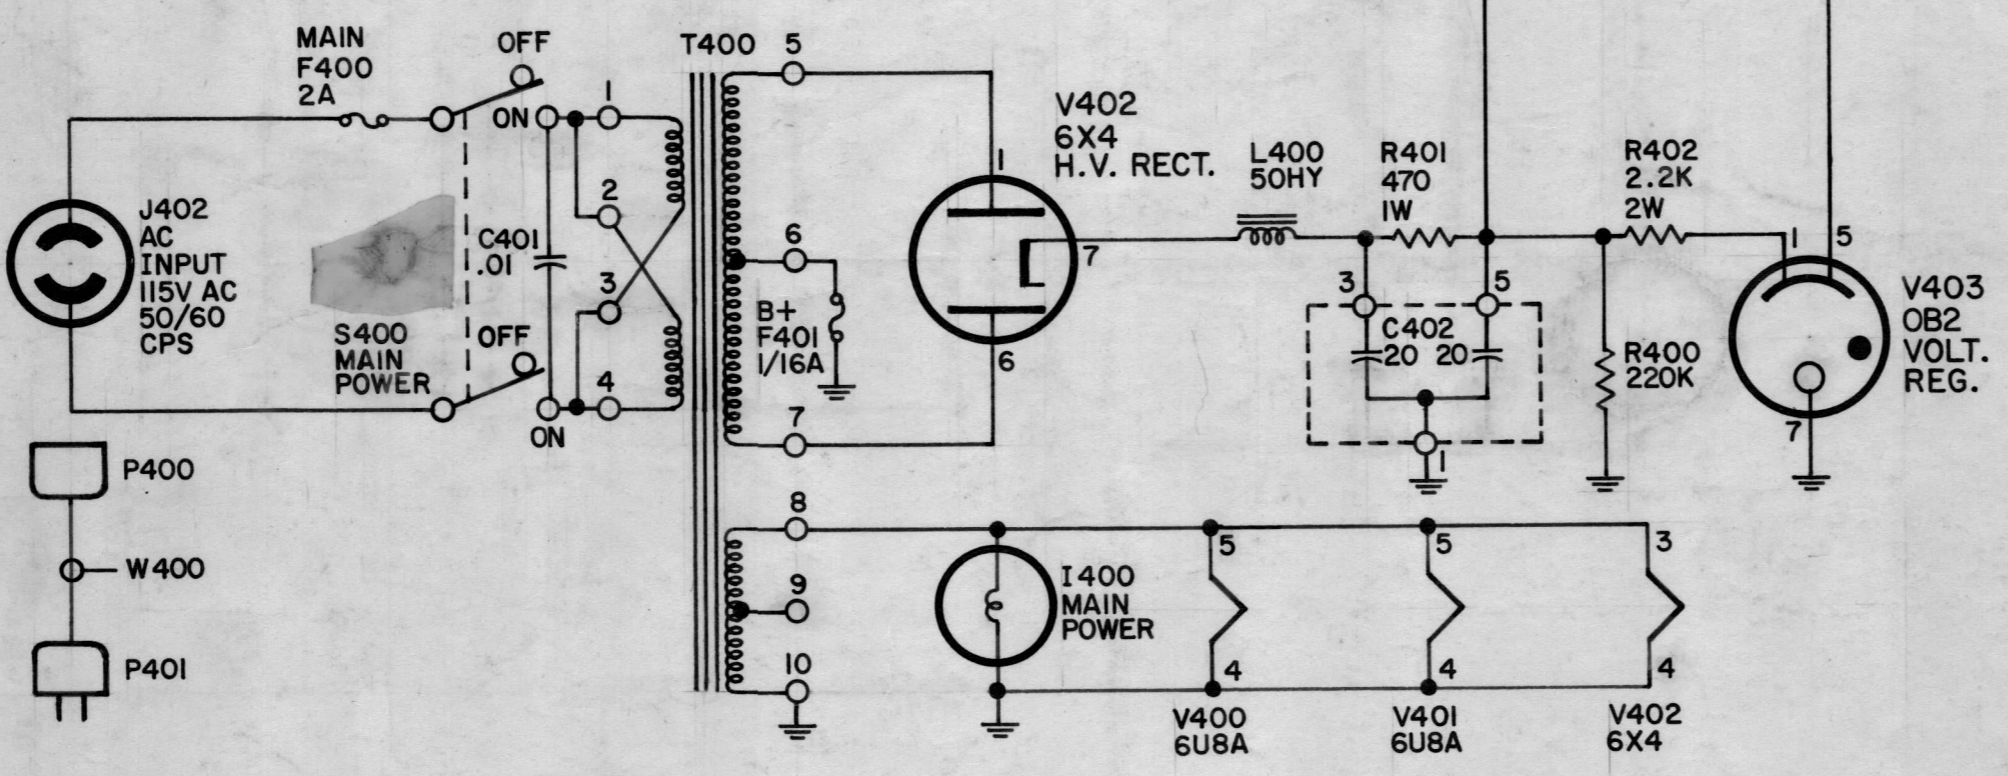 MAIN
F400
2A
OFF
ON
J402
AC
INPUT
115V AC
50/60
CPS
S400
MAIN
POWER
C401
.01
OFF
ON
1
2
3
4
T400
5
6
B+
F401
1/16A
7
8
9
10
V402
6X4
H.V. RECT.
1
7
6
L400
50HY
R401
470
1W
3
5
C402
20 20
1
R402
2.2K
2W
R400
220K
1
5
V403
OB2
VOLT.
REG.
7
P400
W400
P401
I400
MAIN
POWER
5
4
V400
6U8A
5
4
V401
6U8A
3
4
V402
6X4